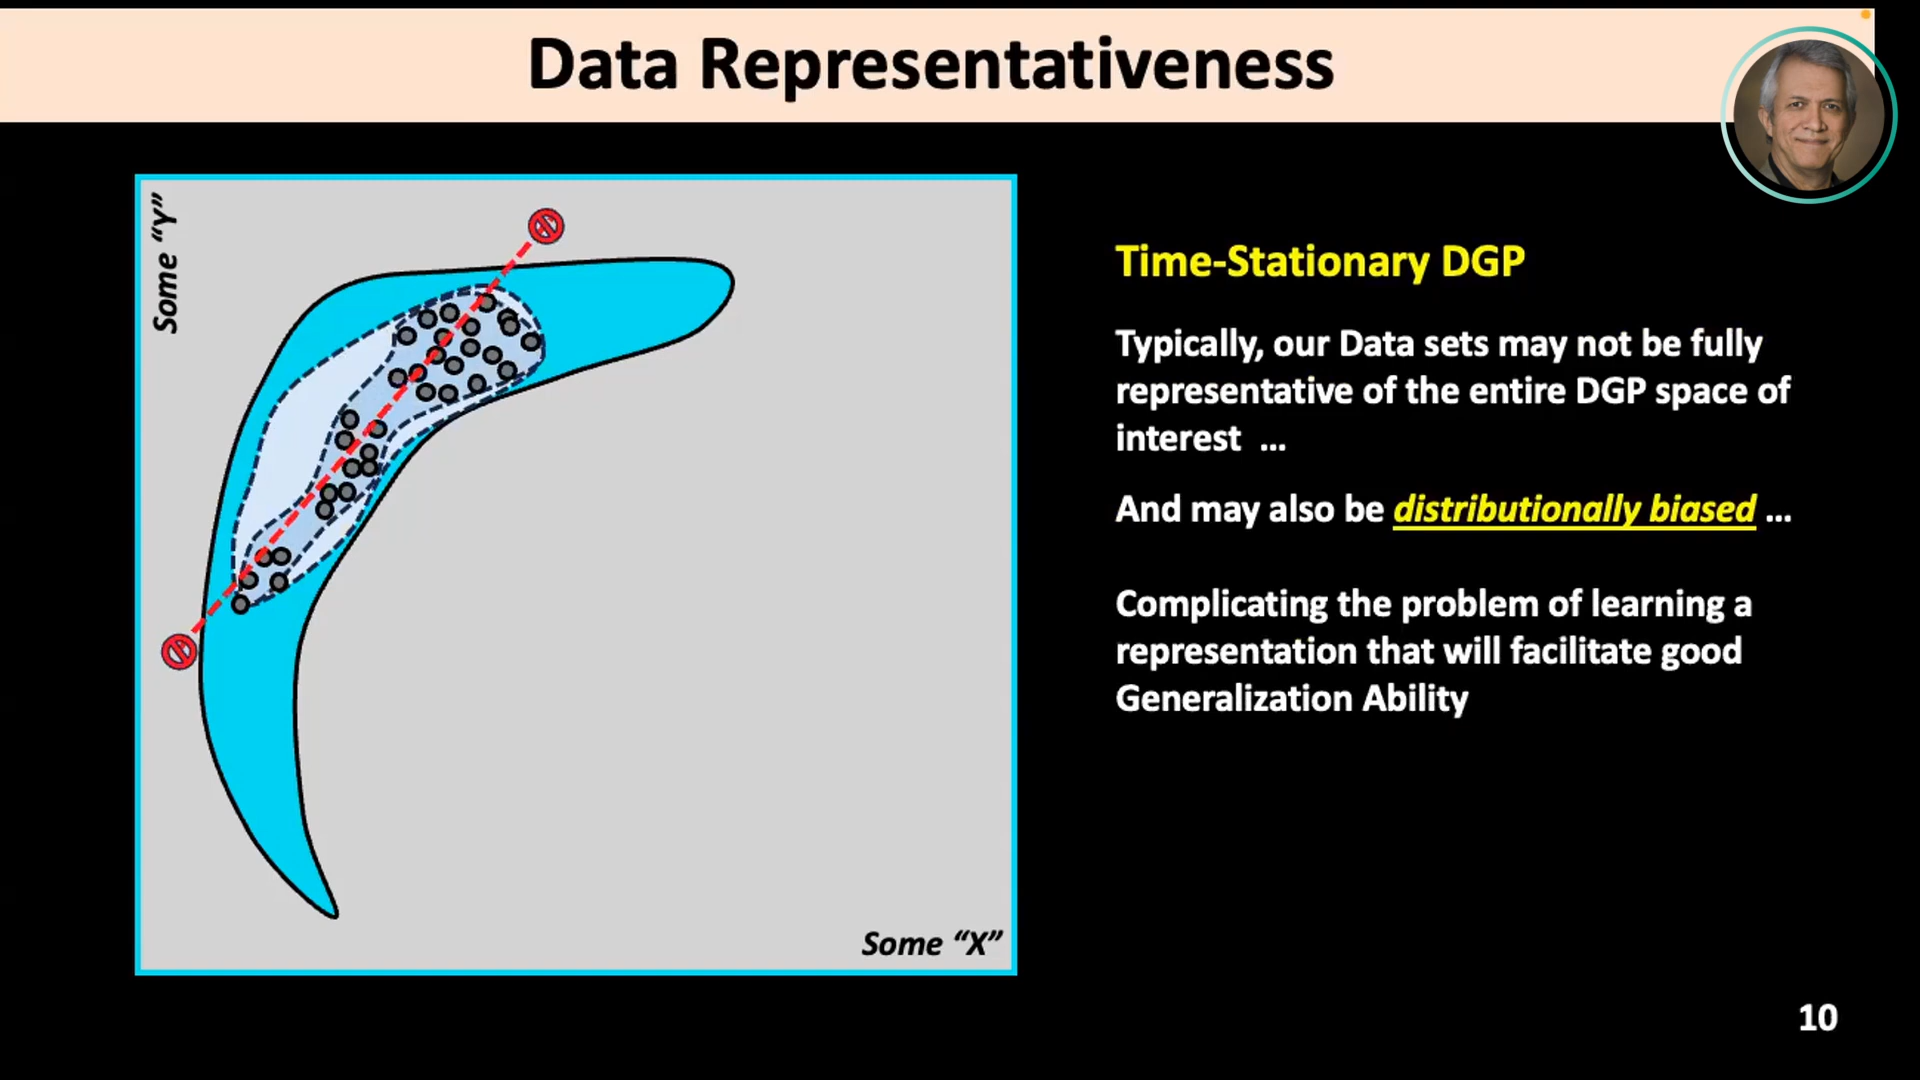 Data Representativeness
Some “Y”
Time-Stationary DGP
Typically, our Data sets may not be fully
representative of the entire DGP space of
interest ...
And may also be distributionally biased ...
Complicating the problem of learning a
representation that will facilitate good
Generalization Ability
Some “X”
10